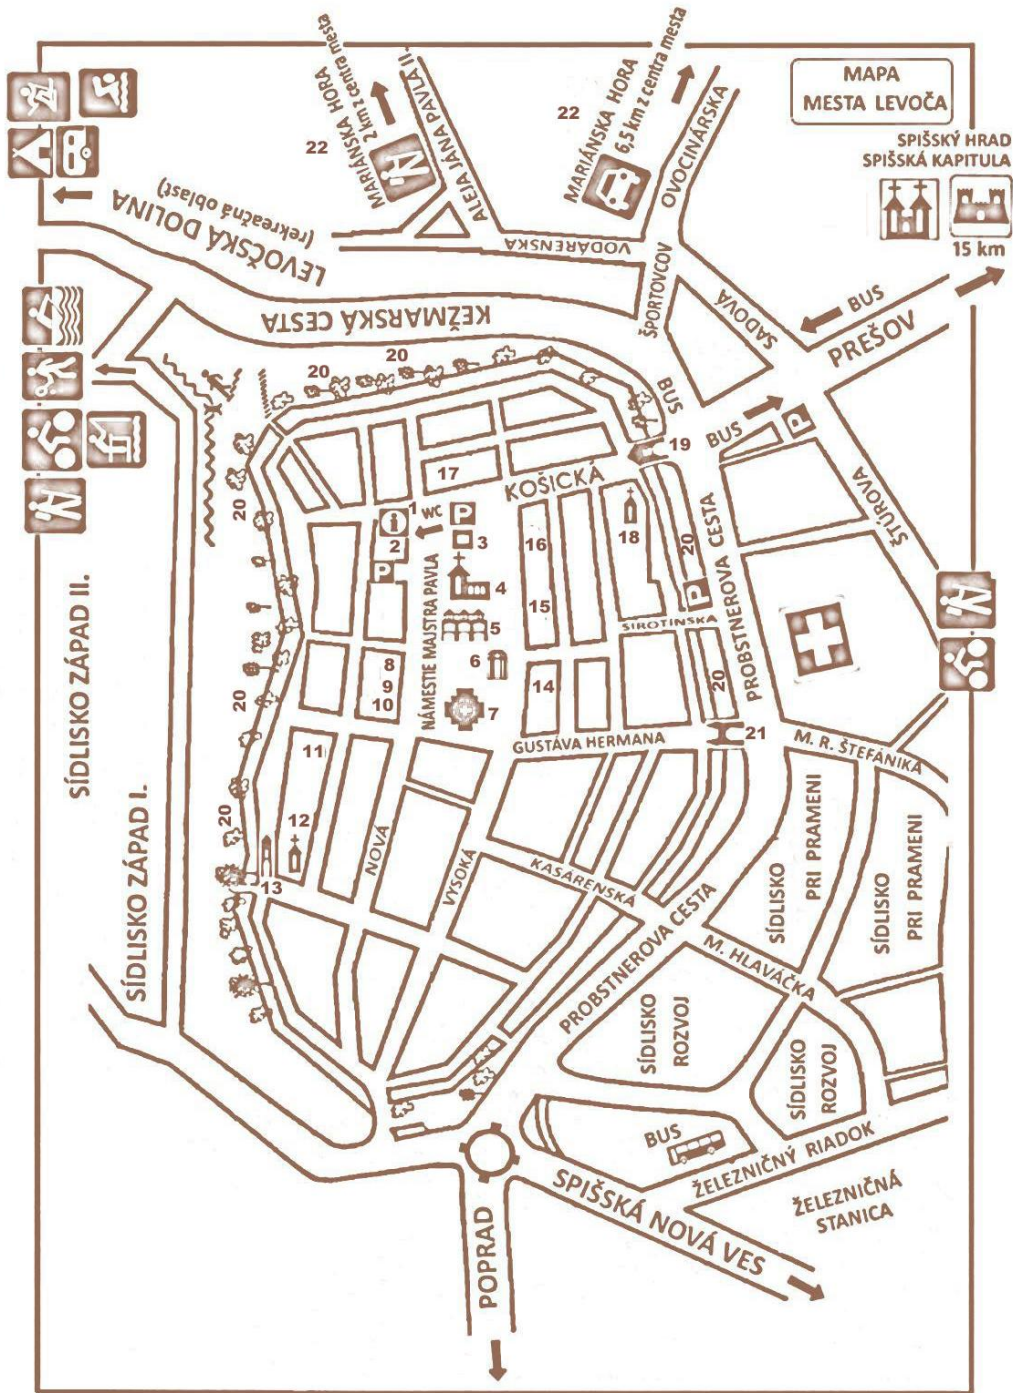 MAPA
MESTA LEVOČA
SPIŠSKÝ HRAD
SPIŠSKÁ KAPITULA
15 km
MARIÁNSKA HORA
2 km z centra mesta
22
ALEJA JÁNA PAVLA II
MARIÁNSKA HORA
6,5 km z centra mesta
22
OVOCINÁRSKA
LEVOČSKÁ DOLINA
(rekreačná oblasť)
VODÁRENSKA
ŠPORTOVCOV
SADOVÁ
BUS
PREŠOV
KEŽMARSKÁ CESTA
20
20
BUS
BUS
P
19
17
KOŠICKÁ
ŠTÚROVA
20
1
WC
P
i
2
3
16
18
20
P
4
15
P
5
SIROTÍNSKA
PROBSTNEROVA CESTA
NÁMESTIE MAJSTRA PAVLA
8
9
10
6
14
20
7
20
GUSTÁVA HERMANA
21
M. R. ŠTEFÁNIKA
SÍDLISKO ZÁPAD II.
SÍDLISKO ZÁPAD I.
11
20
12
13
NOVÁ
VYSOKÁ
KASÁRENSKÁ
SÍDLISKO
PRI PRAMENI
SÍDLISKO
PRI PRAMENI
PROBSTNEROVA CESTA
M. HLAVÁČKA
SÍDLISKO
ROZVOJ
SÍDLISKO
ROZVOJ
BUS
ŽELEZNIČNÝ RIADOK
ŽELEZNIČNÁ
STANICA
SPIŠSKÁ NOVÁ VES
POPRAD